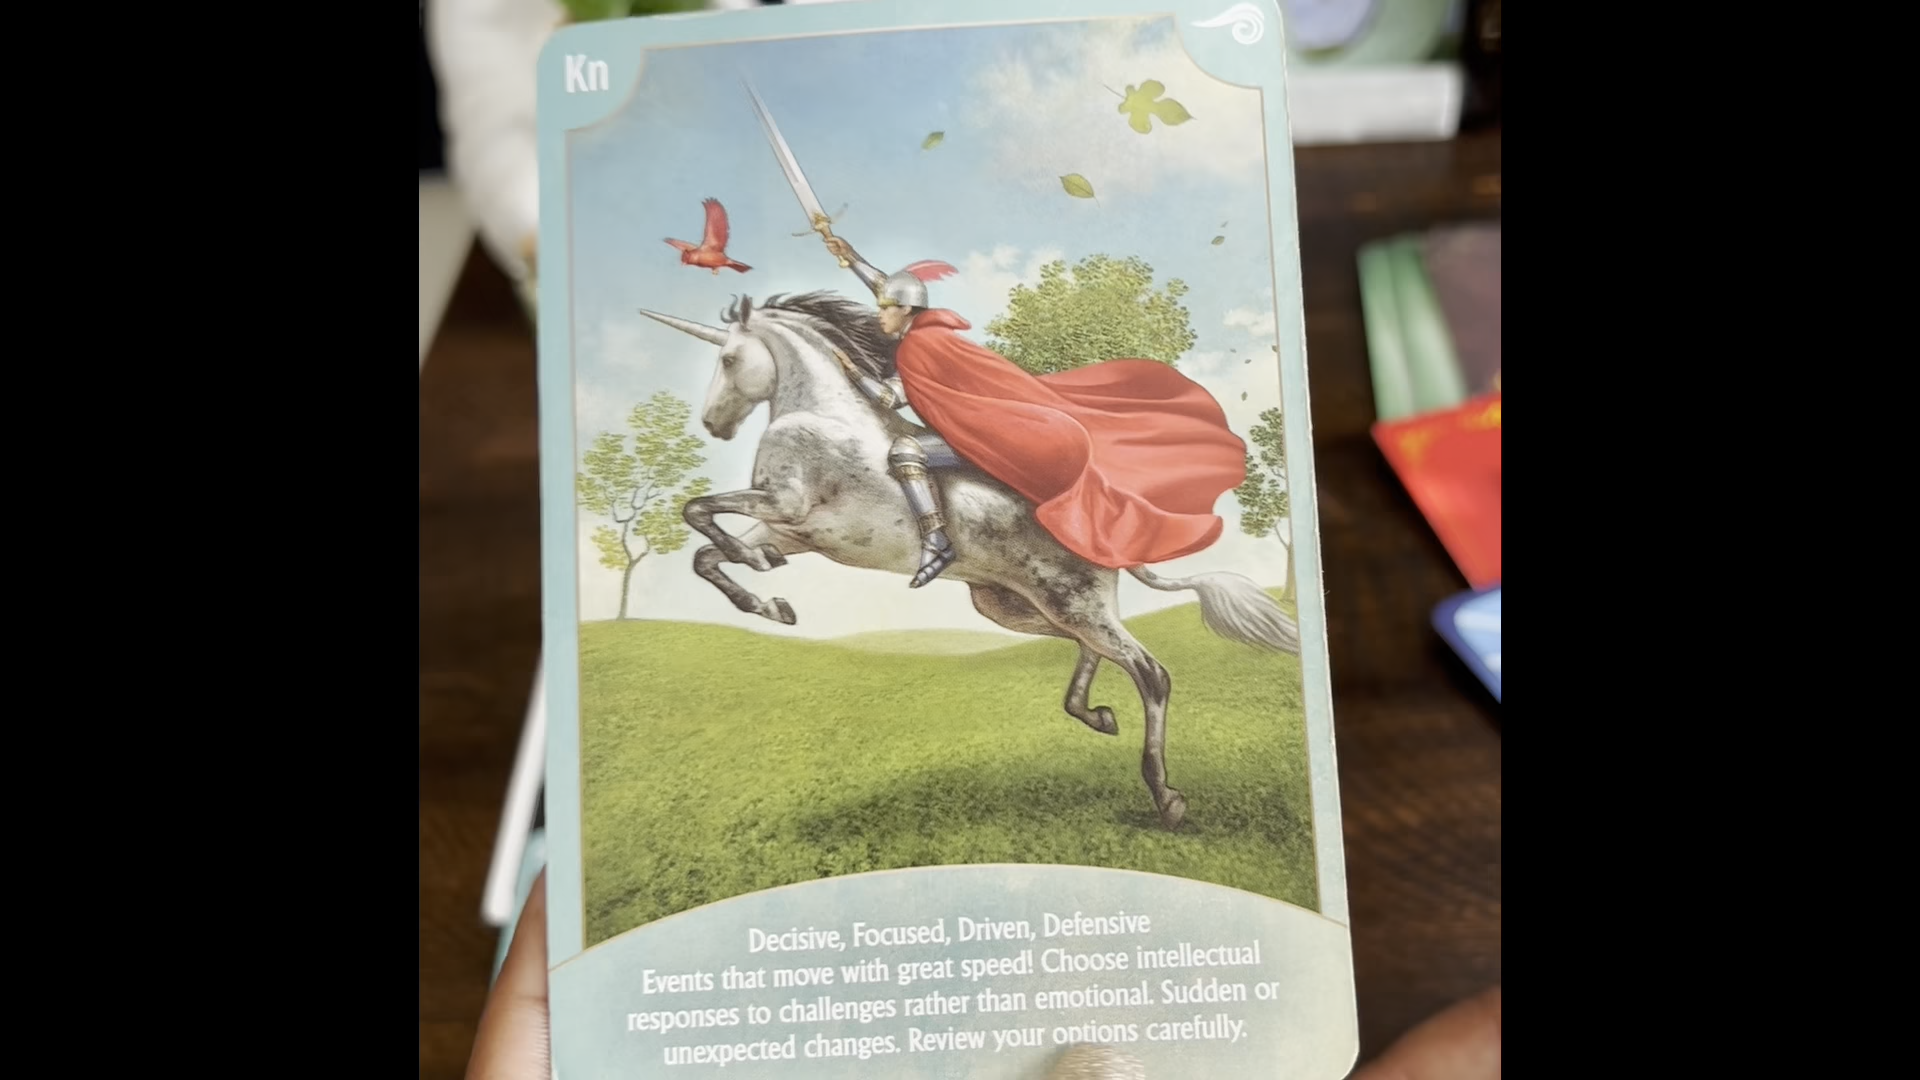 Kn
Decisive, Focused, Driven, Defensive
Events that move with great speed! Choose intellectual
responses to challenges rather than emotional. Sudden or
unexpected changes. Review your options carefully.